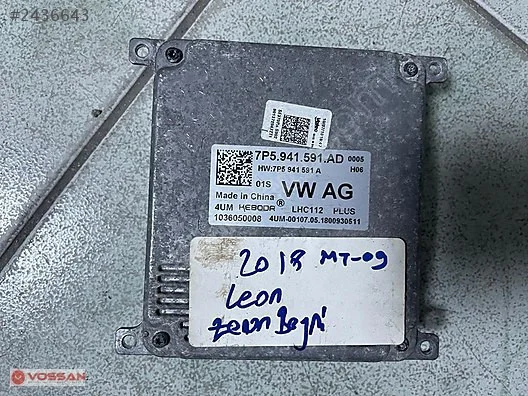 #2436643
7P5.941.591.AD 0005
HW:7P5 941 591 A H06
01S VW AG
Made in China
4UM KEBODA® LHC112 PLUS
1036050008 4UM-00107.05.1800930511
2018 MT-09
Leon
VOSSAN